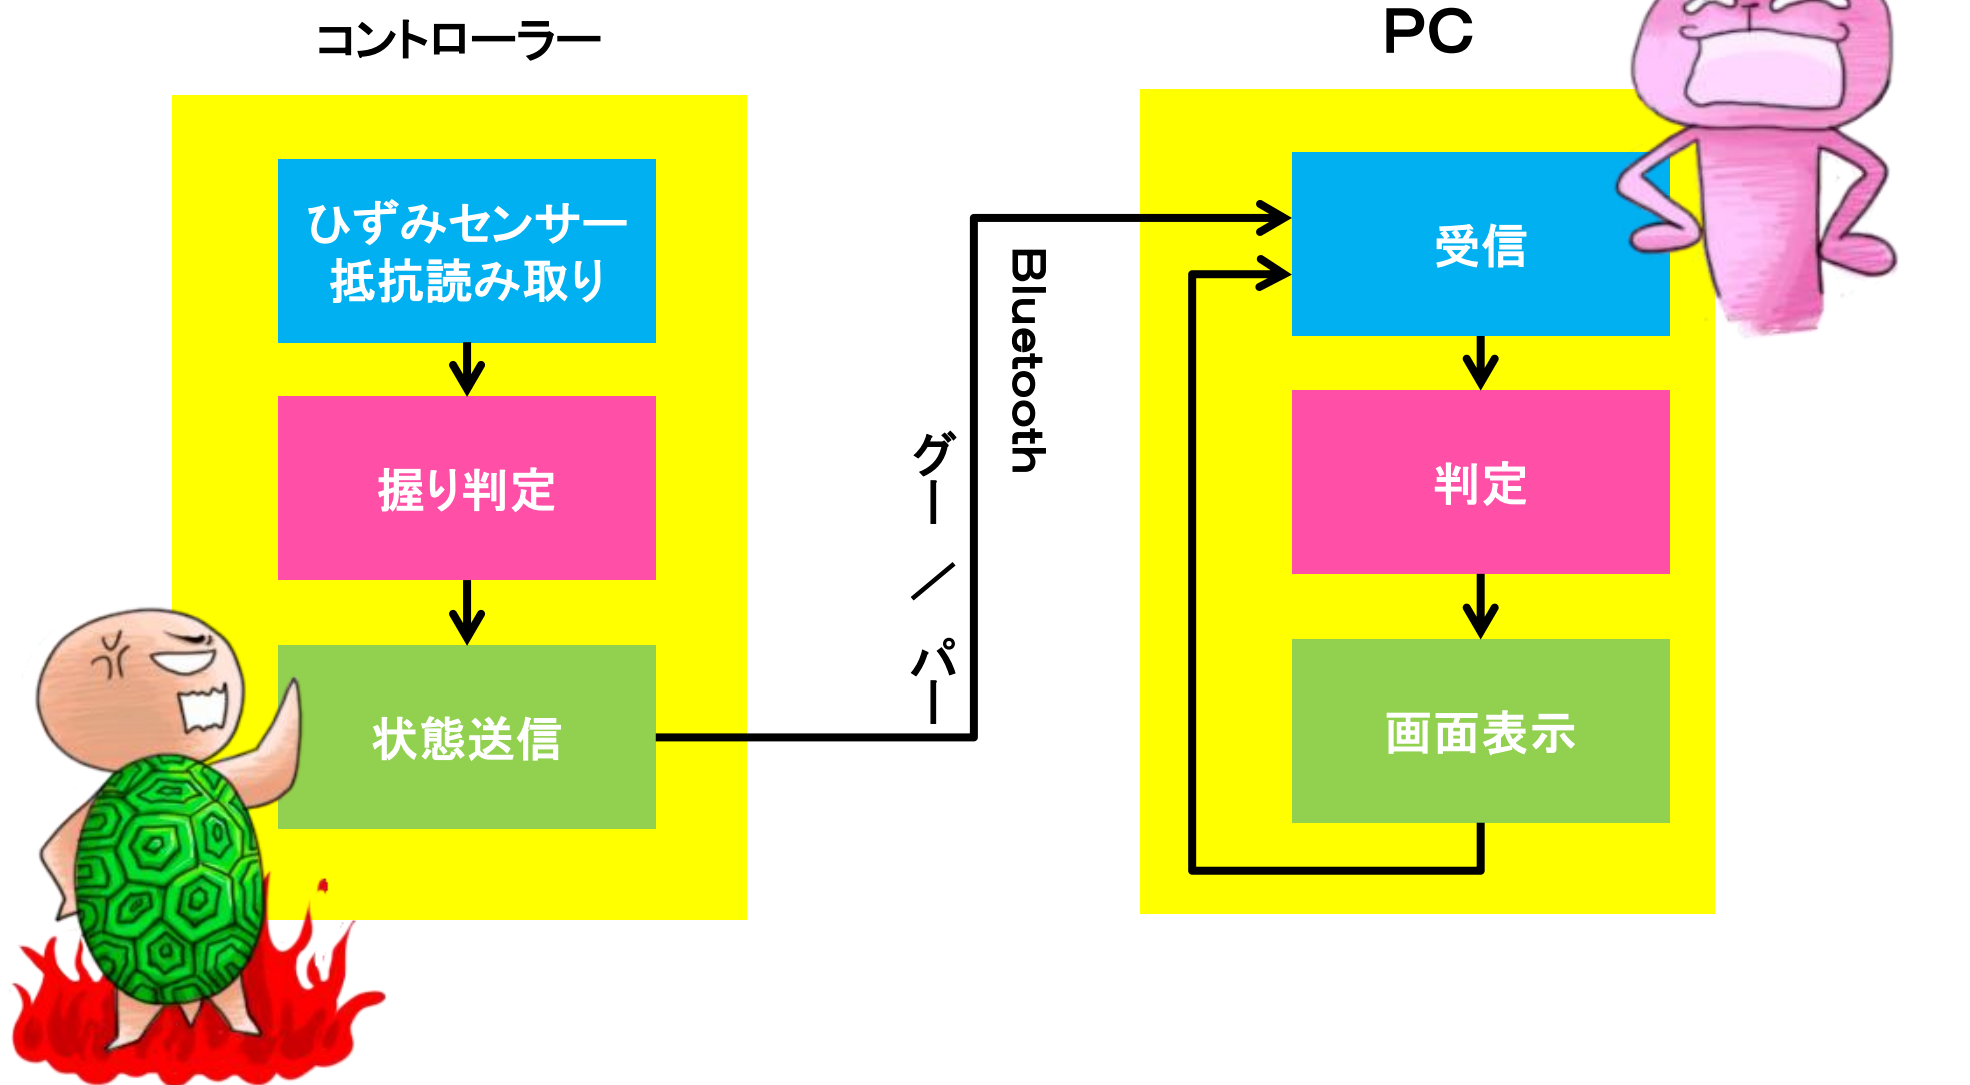 コントローラー
ひずみセンサー
抵抗読み取り
握り判定
状態送信
グー／パー
Bluetooth
PC
受信
判定
画面表示